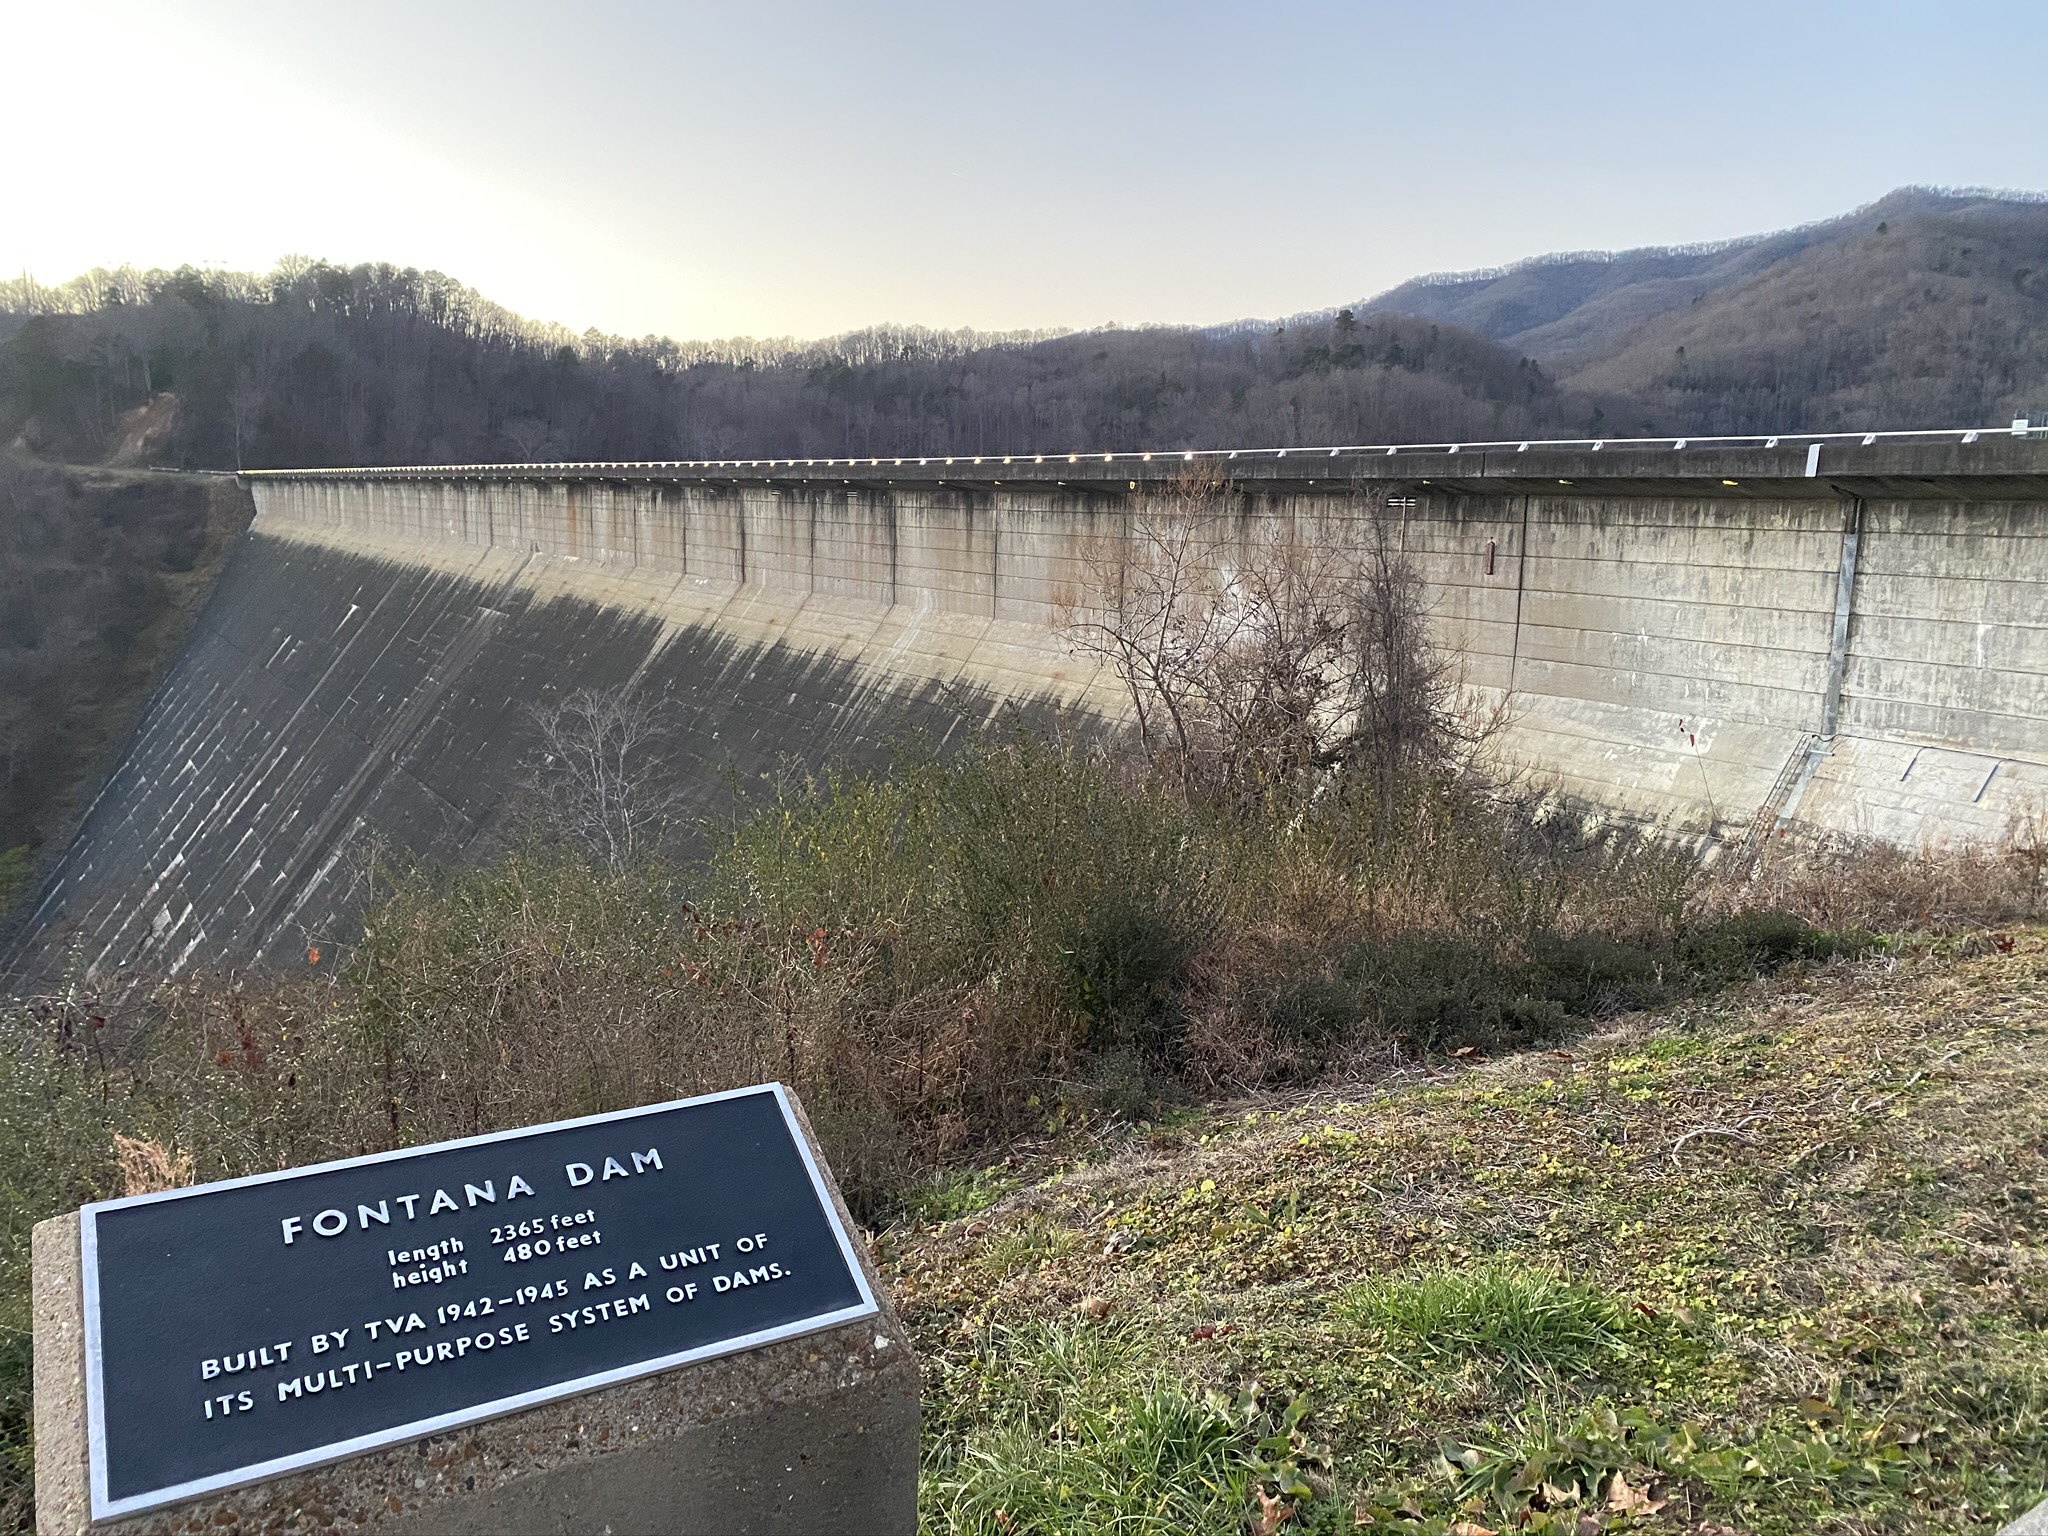 FONTANA DAM
length 2365 feet
height 480 feet
BUILT BY TVA 1942-1945 AS A UNIT OF
ITS MULTI-PURPOSE SYSTEM OF DAMS.